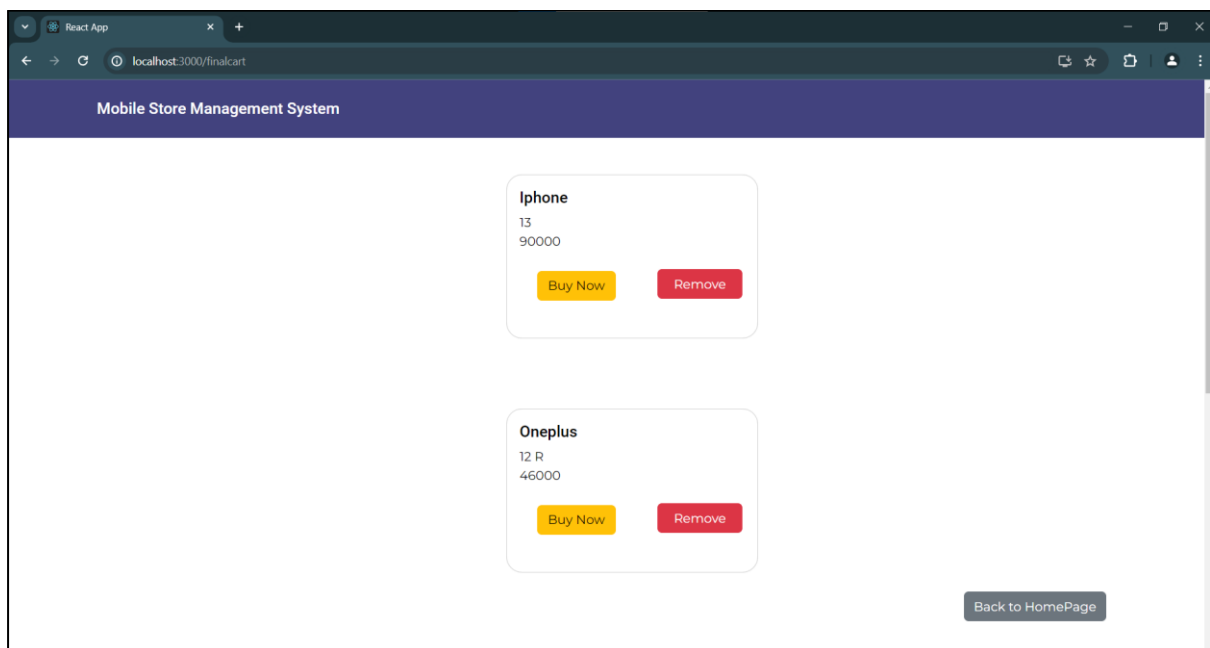 React App
localhost:3000/finalcart
Mobile Store Management System
Iphone
13
90000
Buy Now Remove
Oneplus
12 R
46000
Buy Now Remove
Back to HomePage